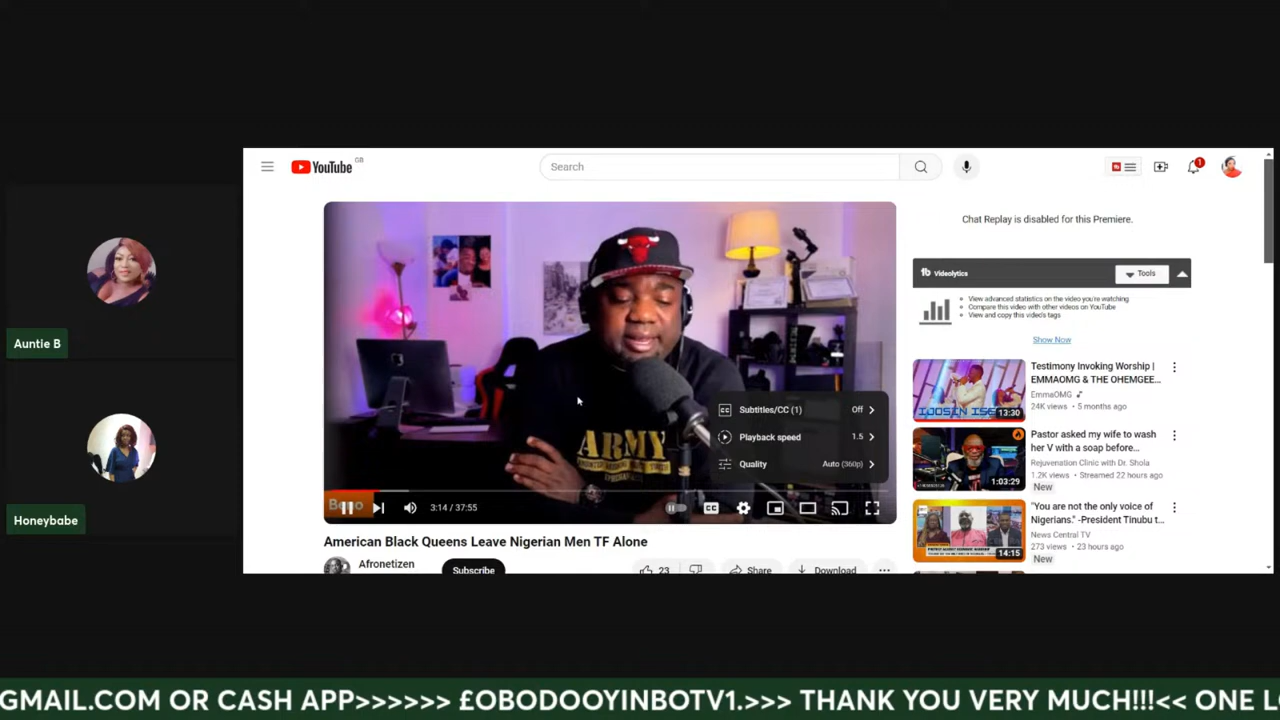 Auntie B
Honeybabe
YouTube GB
Search
1
ARMY
Subtitles/CC (1) Off
Playback speed 1.5
Quality Auto (360p)
3:14 / 37:55
CC
American Black Queens Leave Nigerian Men TF Alone
Afronetizen
Subscribe
23
Share
Download
Chat Replay is disabled for this Premiere.
Videolytics
Tools
View advanced statistics on the video you're watching
Compare this video with other videos on YouTube
View and copy this video's tags
Show Now
13:30
Testimony Invoking Worship |
EMMAOMG & THE OHEMGEE...
EmmaOMG
24K views • 5 months ago
1:03:29
Pastor asked my wife to wash
her V with a soap before...
Rejuvenation Clinic with Dr. Shola
1.2K views • Streamed 22 hours ago
New
14:15
"You are not the only voice of
Nigerians." -President Tinubu t...
News Central TV
273 views • 23 hours ago
New
GMAIL.COM OR CASH APP>>>>>> £OBODOOYINBOTV1.>>> THANK YOU VERY MUCH!!!<< ONE L